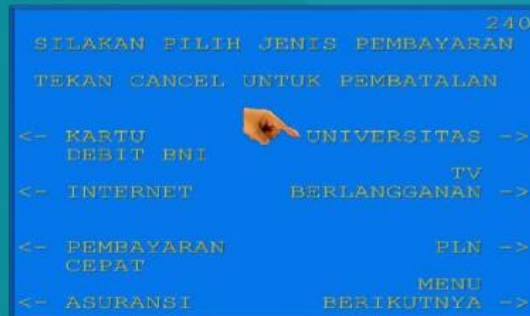 240
SILAKAN PILIH JENIS PEMBAYARAN
TEKAN CANCEL UNTUK PEMBATALAN
<- KARTU DEBIT BNI
UNIVERSITAS ->
<- INTERNET
TV BERLANGGANAN ->
<- PEMBAYARAN CEPAT
PLN ->
<- ASURANSI
MENU BERIKUTNYA ->